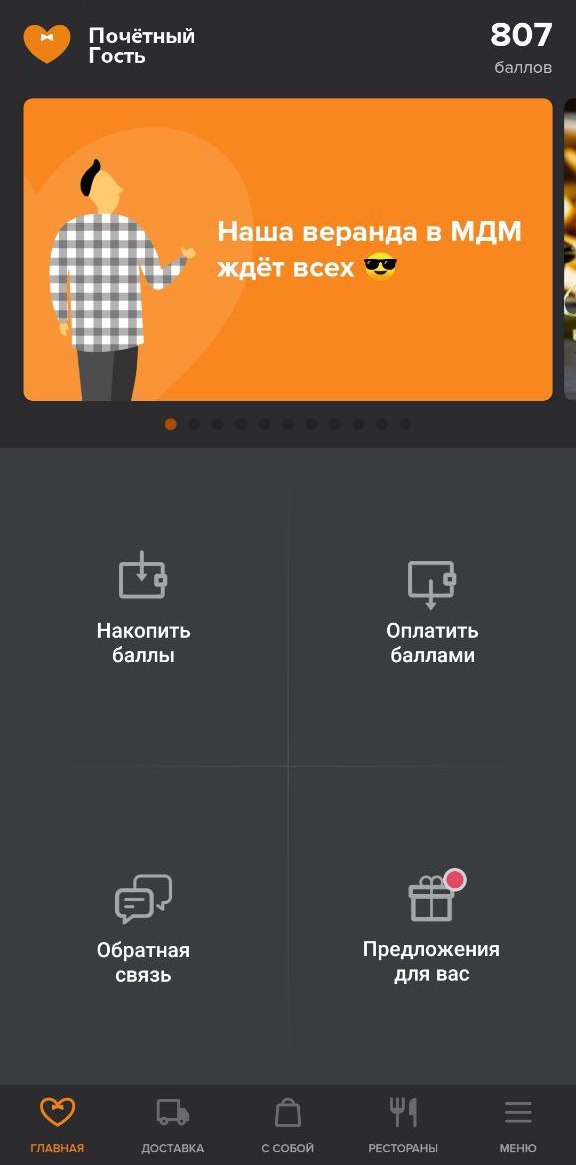 Почётный
Гость
807
баллов
Наша веранда в МДМ
ждёт всех 😎
Накопить
баллы
Оплатить
баллами
Обратная
связь
Предложения
для вас
ГЛАВНАЯ
ДОСТАВКА
С СОБОЙ
РЕСТОРАНЫ
МЕНЮ